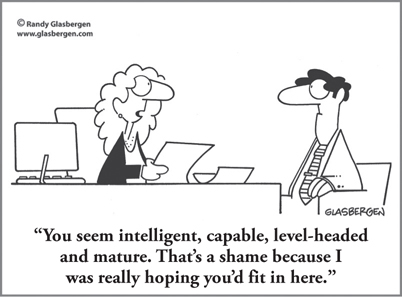 © Randy Glasbergen
www.glasbergen.com
GLASBERGEN
“You seem intelligent, capable, level-headed
and mature. That’s a shame because I
was really hoping you’d fit in here.”